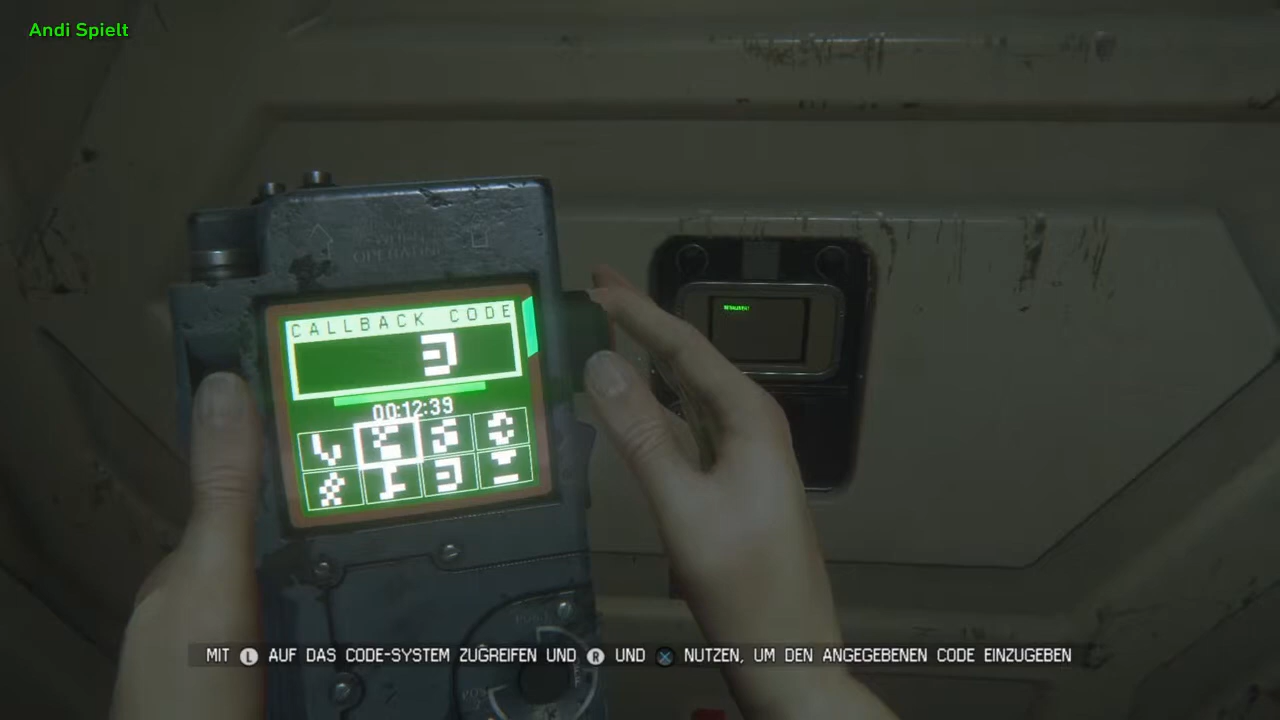 Andi Spielt
CALLBACK CODE
00:12:39
MIT L AUF DAS CODE-SYSTEM ZUGREIFEN UND R UND X NUTZEN, UM DEN ANGEGEBENEN CODE EINZUGEBEN